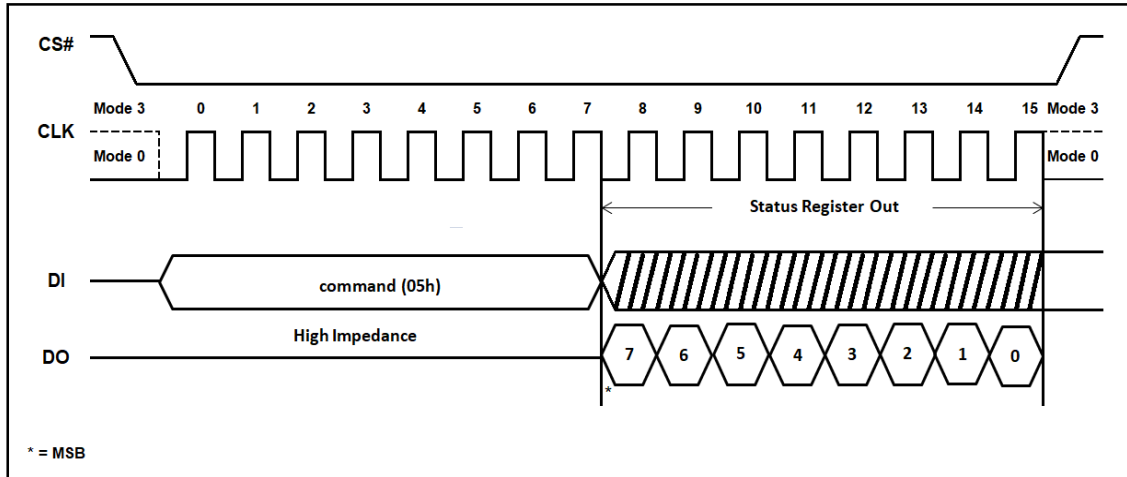 CS#
Mode 3 0 1 2 3 4 5 6 7 8 9 10 11 12 13 14 15 Mode 3
CLK
Mode 0 Mode 0
Status Register Out
DI command (05h)
High Impedance
DO 7 6 5 4 3 2 1 0
*
* = MSB